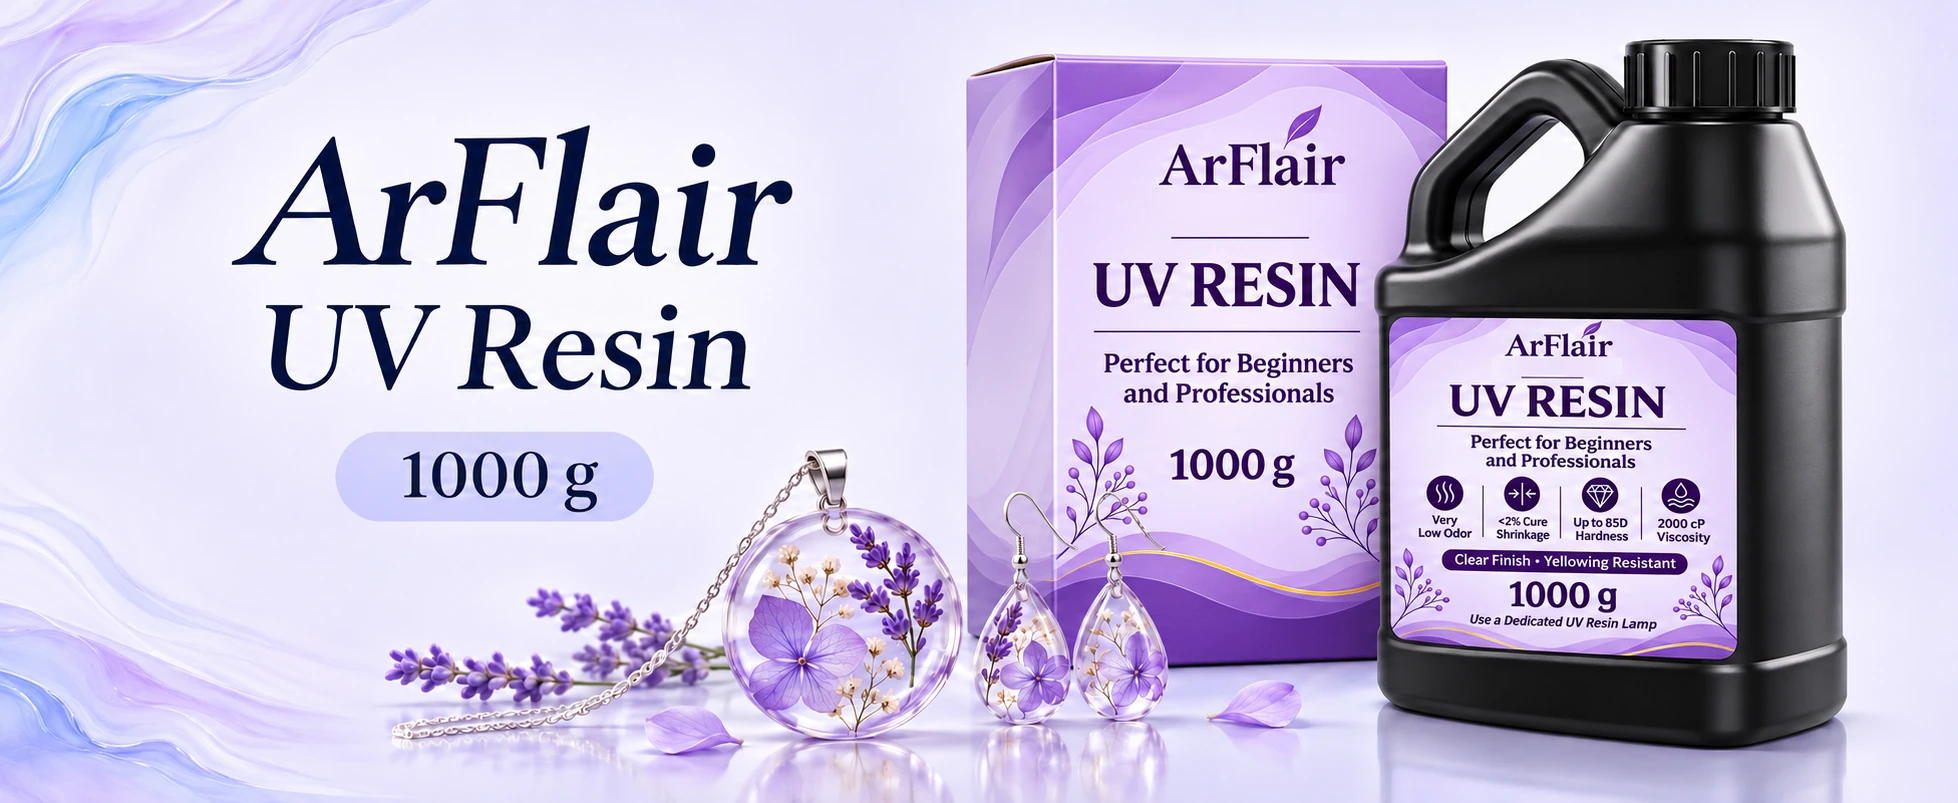 ArFlair
UV Resin
1000 g
ArFlair
UV RESIN
Perfect for Beginners
and Professionals
1000 g
ArFlair
UV RESIN
Perfect for Beginners
and Professionals
Very
Low Odor
<2% Cure
Shrinkage
Up to 85D
Hardness
2000 cP
Viscosity
Clear Finish • Yellowing Resistant
1000 g
Use a Dedicated UV Resin Lamp